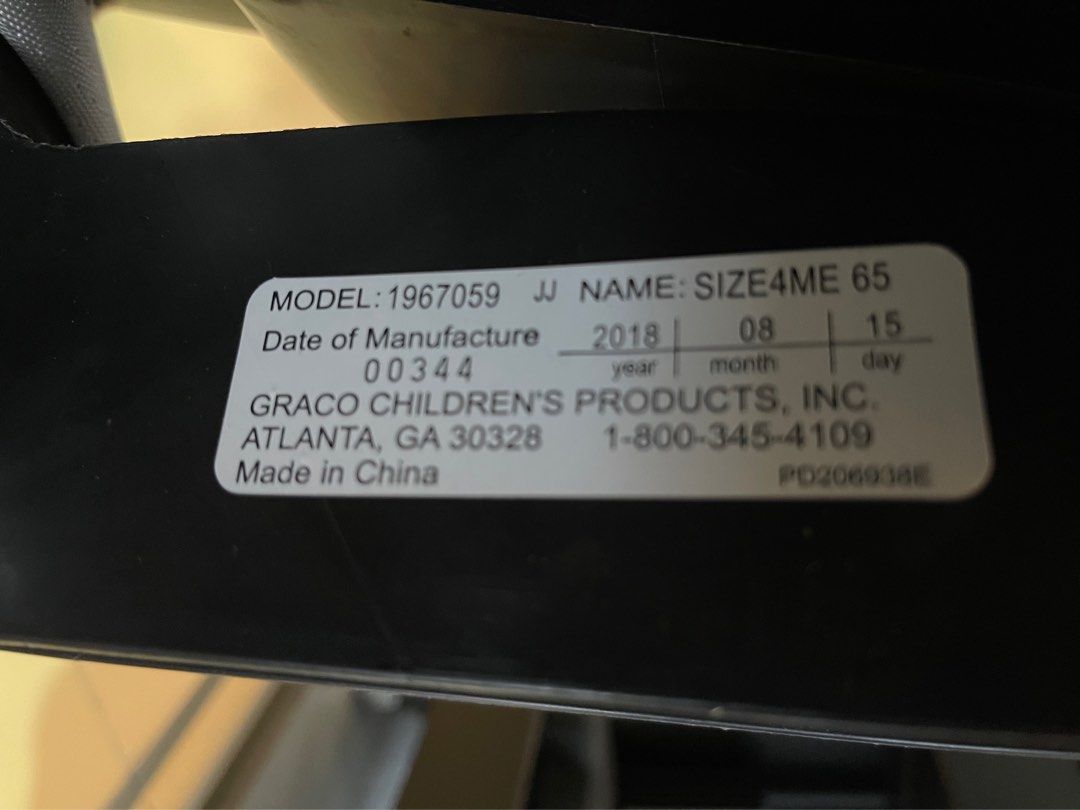 MODEL: 1967059 JJ NAME: SIZE4ME 65
Date of Manufacture 2018 | 08 | 15
00344 year | month | day
GRACO CHILDREN'S PRODUCTS, INC.
ATLANTA, GA 30328 1-800-345-4109
Made in China PD206938E